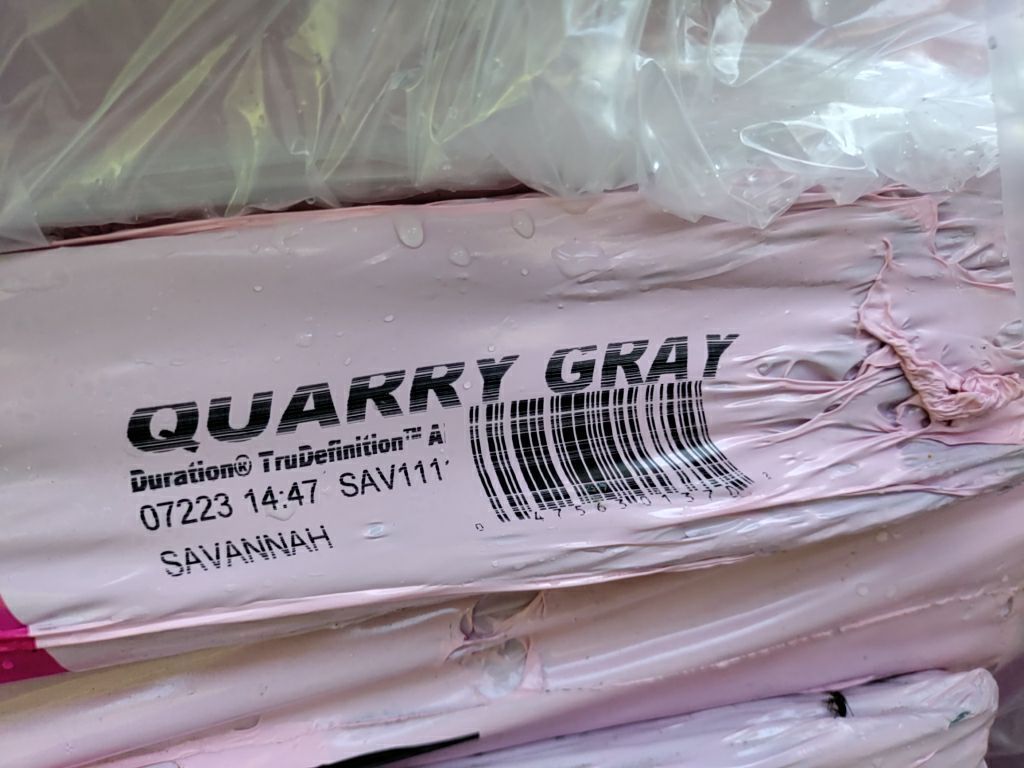 QUARRY GRAY
Duration® TruDefinition™ A
07223 14:47 SAV111
SAVANNAH